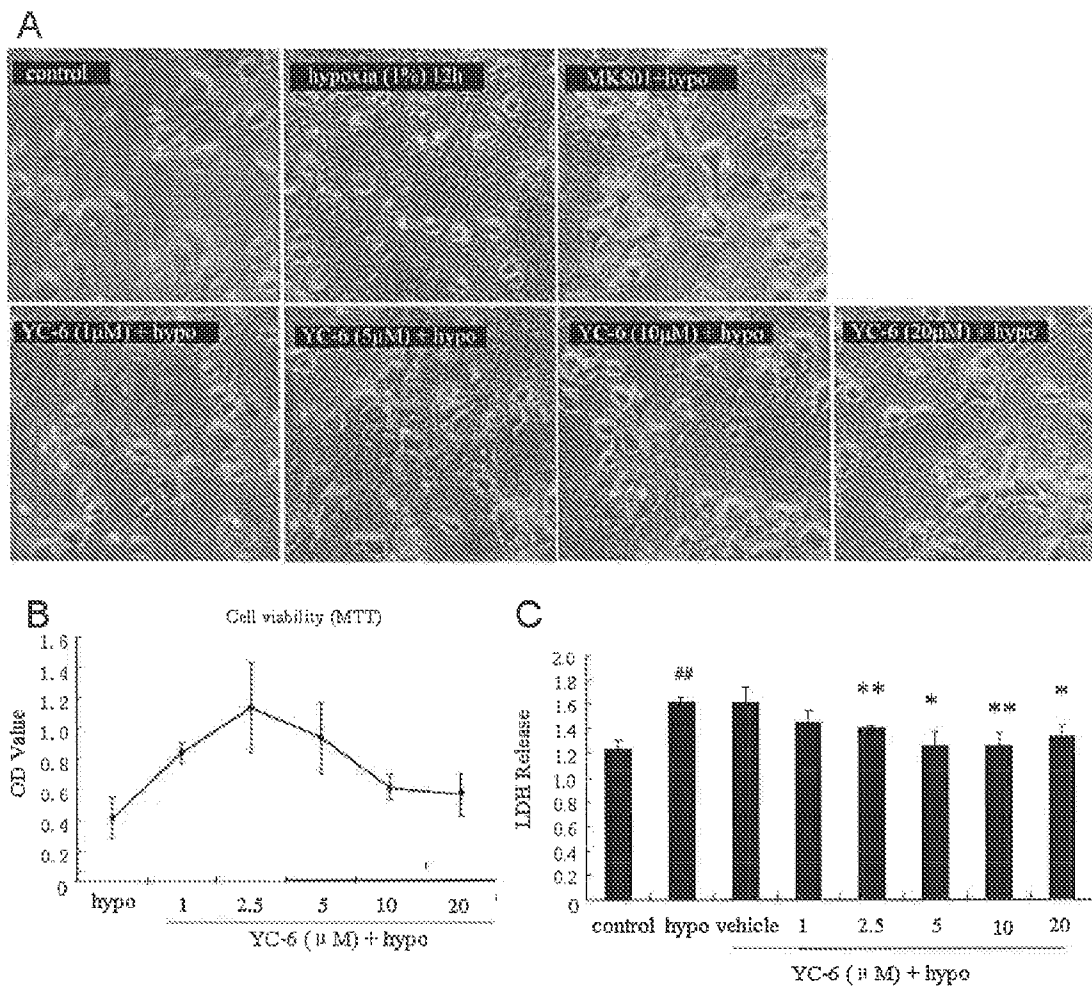 A
control
hypoxia (1%) 12h
MK801+hypo
YC-6 (1μM) + hypo
YC-6 (5μM) + hypo
YC-6 (10μM) + hypo
YC-6 (20μM) + hypo
B
Cell viability (MTT)
OD Value
1.6
1.4
1.2
1.0
0.8
0.6
0.4
0.2
0
hypo 1 2.5 5 10 20
YC-6 (μM) + hypo
C
LDH Release
2.0
1.8
1.6
1.4
1.2
1.0
0.8
0.6
0.4
0.2
0
## ** * ** *
control hypo vehicle 1 2.5 5 10 20
YC-6 (μM) + hypo